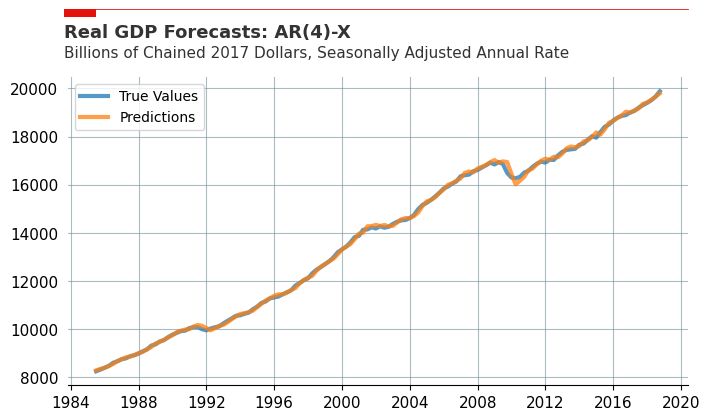 Real GDP Forecasts: AR(4)-X
Billions of Chained 2017 Dollars, Seasonally Adjusted Annual Rate
True Values
Predictions
20000
18000
16000
14000
12000
10000
8000
1984 1988 1992 1996 2000 2004 2008 2012 2016 2020